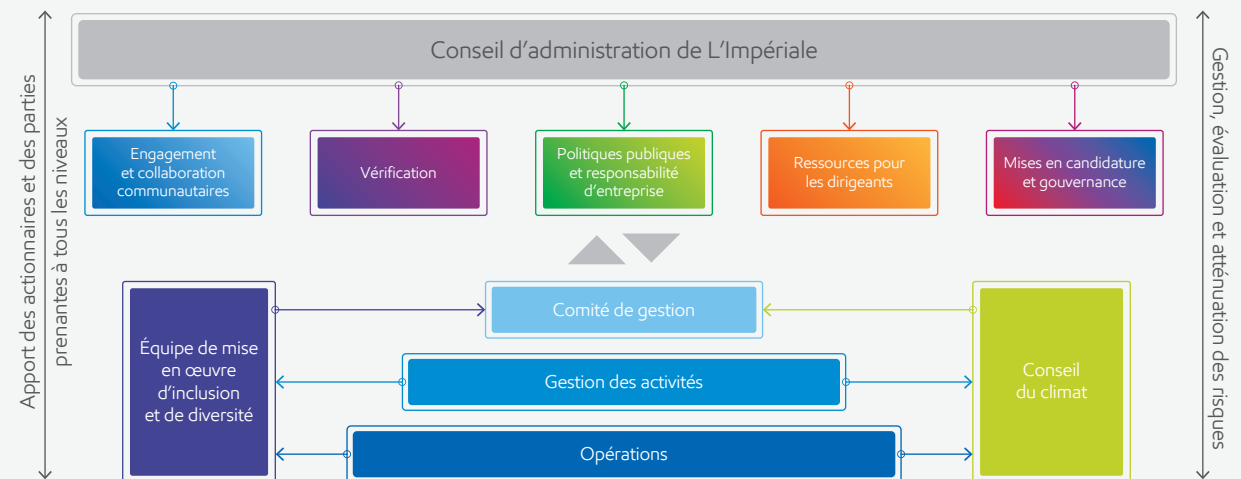 Conseil d'administration de L'Impériale
Apport des actionnaires et des parties
prenantes à tous les niveaux
Engagement
et collaboration
communautaires
Vérification
Politiques publiques
et responsabilité
d'entreprise
Ressources pour
les dirigeants
Mises en candidature
et gouvernance
Gestion, évaluation et atténuation des risques
Équipe de mise
en œuvre
d'inclusion
et de diversité
Comité de gestion
Gestion des activités
Opérations
Conseil
du climat